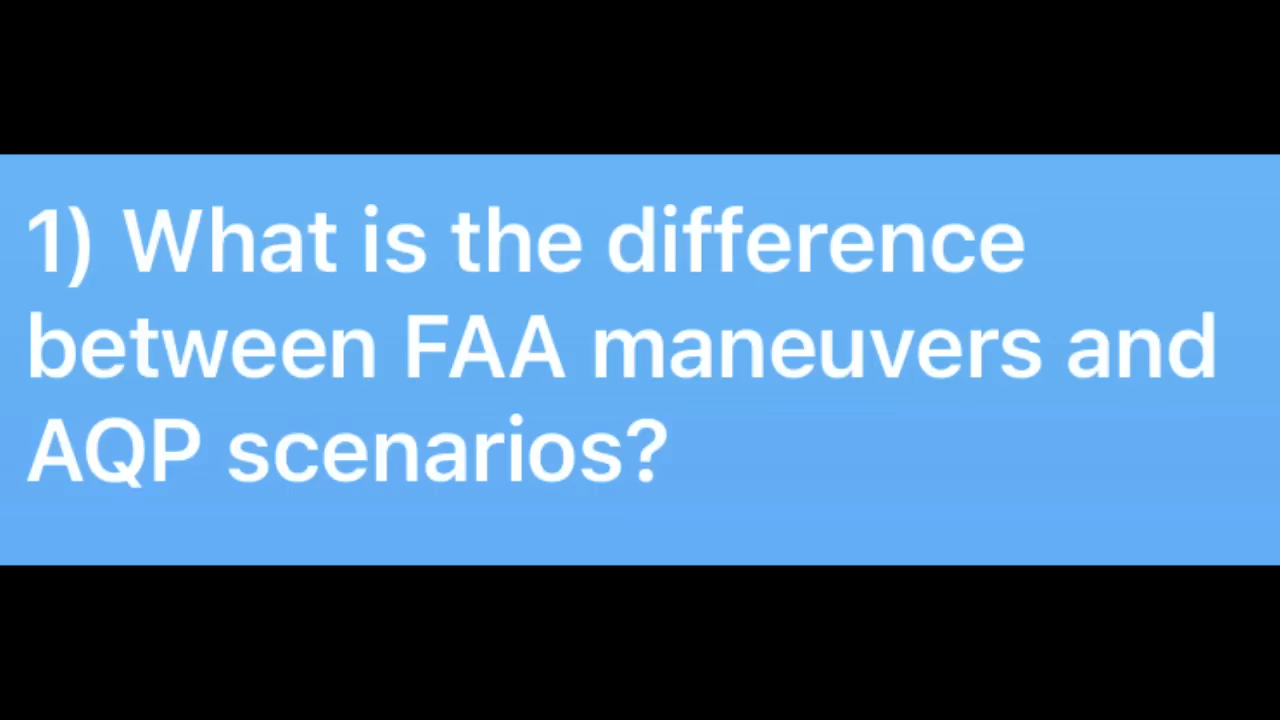 1) What is the difference
between FAA maneuvers and
AQP scenarios?